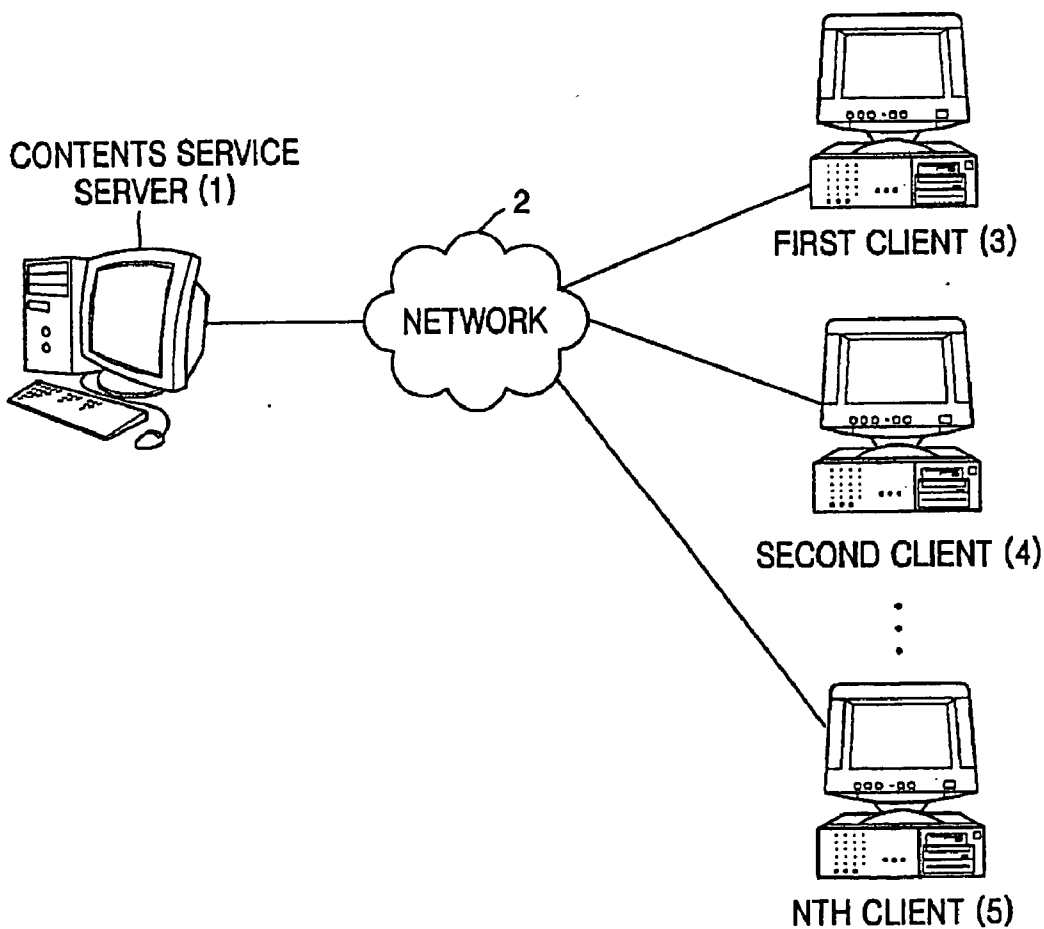 CONTENTS SERVICE
SERVER (1)
2
NETWORK
FIRST CLIENT (3)
SECOND CLIENT (4)
NTH CLIENT (5)